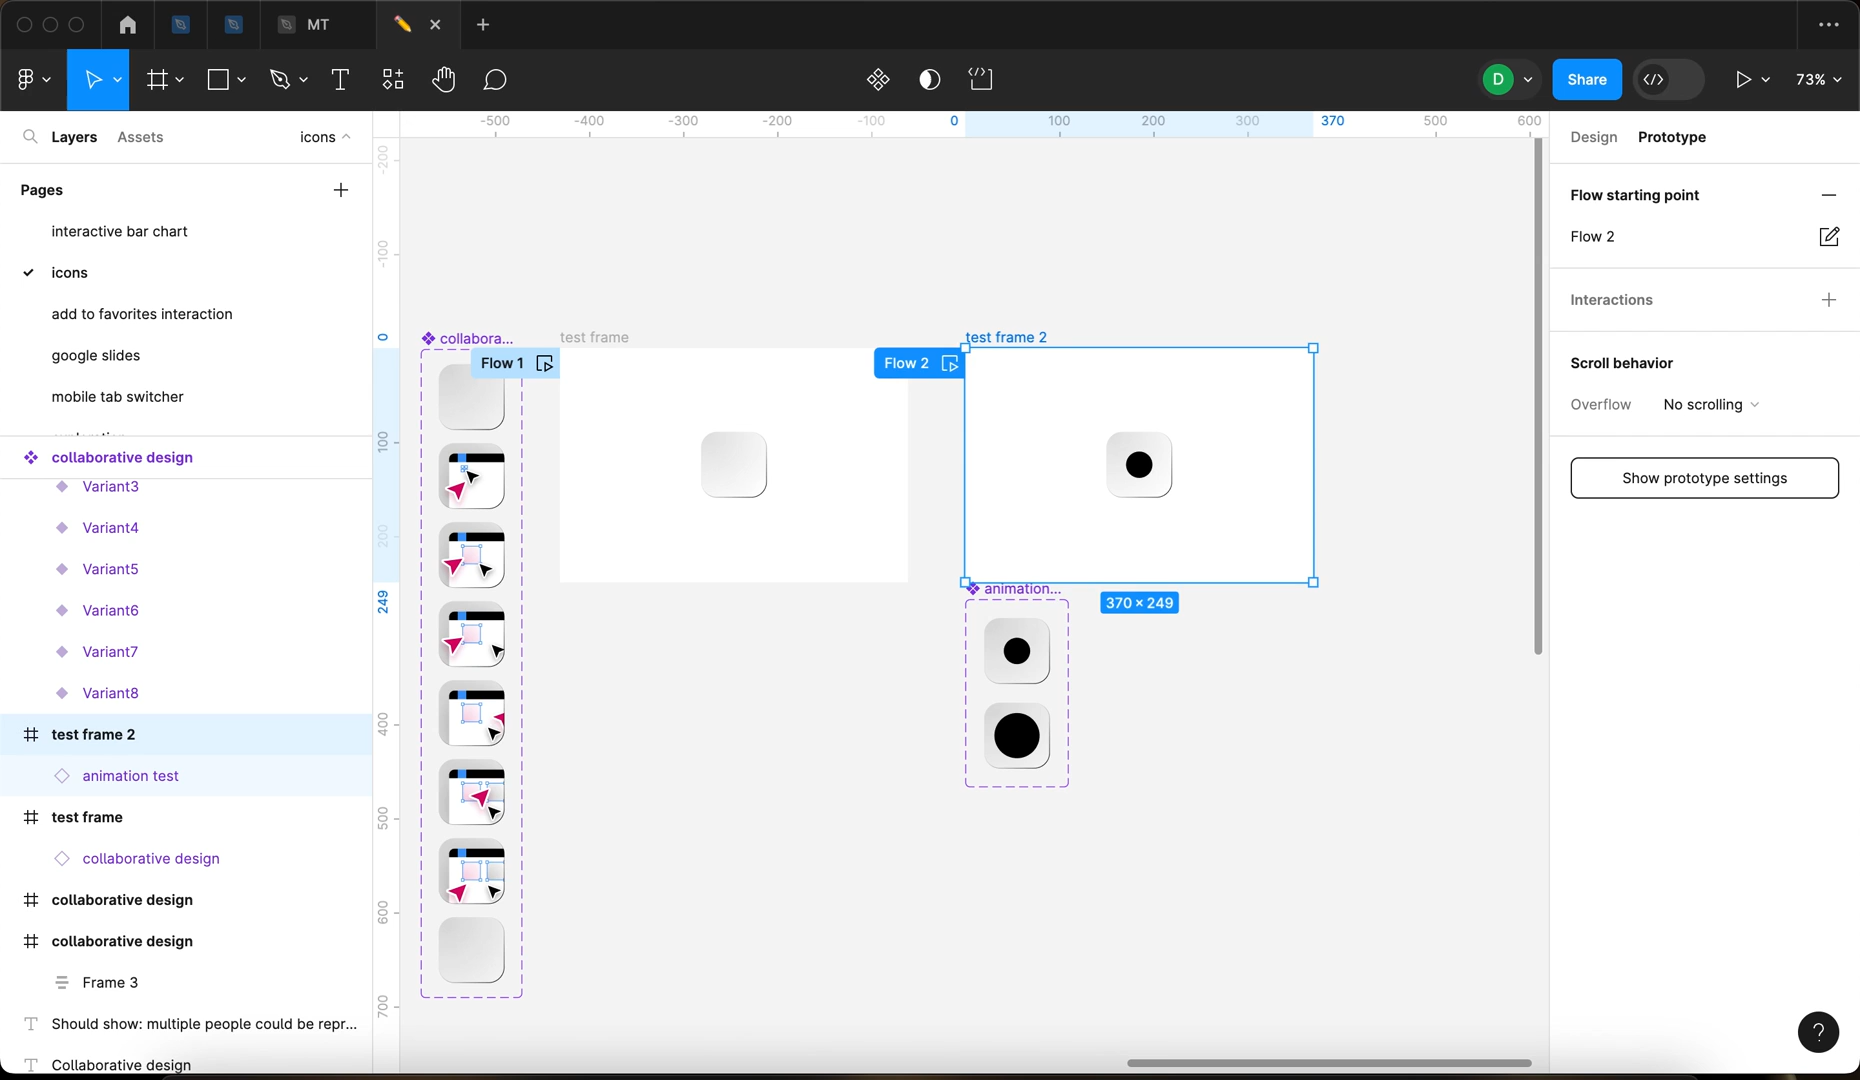 MT
D
Share
73%
Layers
Assets
icons
-500
-400
-300
-200
-100
0
100
200
300
370
500
600
Design
Prototype
Pages
interactive bar chart
icons
add to favorites interaction
google slides
mobile tab switcher
collaborative design
Variant3
Variant4
Variant5
Variant6
Variant7
Variant8
test frame 2
animation test
test frame
collaborative design
collaborative design
collaborative design
Frame 3
Should show: multiple people could be repr...
Collaborative design
-200
-100
0
100
200
249
400
500
600
700
collabora...
test frame
test frame 2
Flow 1
Flow 2
animation...
370 × 249
Flow starting point
Flow 2
Interactions
Scroll behavior
Overflow
No scrolling
Show prototype settings
?